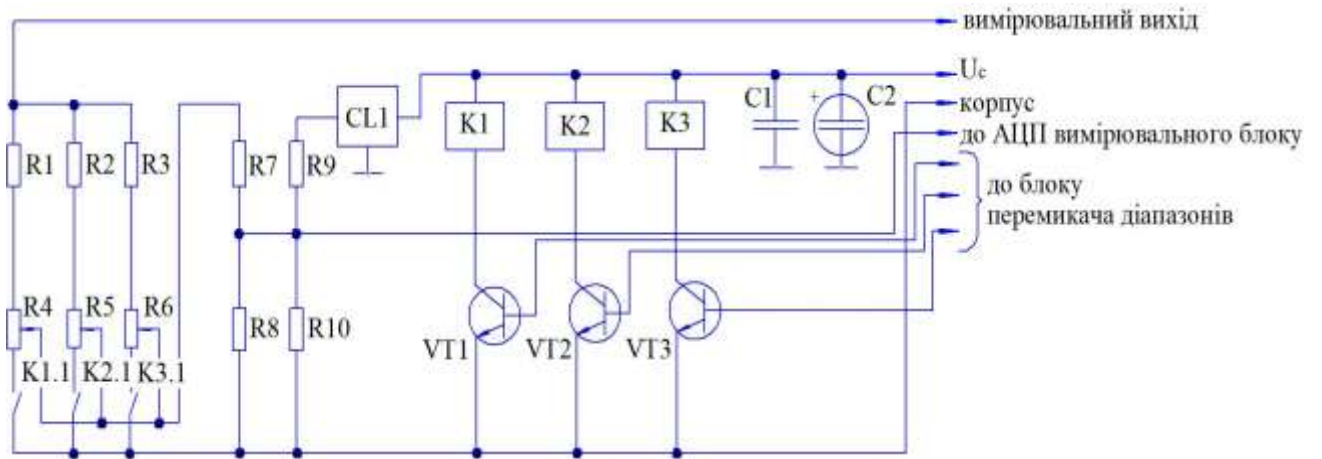 вимірювальний вихід
Uс
корпус
до АЦП вимірювального блоку
до блоку
перемикача діапазонів
CL1
K1
K2
K3
C1
+
C2
R1
R2
R3
R7
R9
R4
R5
R6
R8
R10
VT1
VT2
VT3
K1.1
K2.1
K3.1